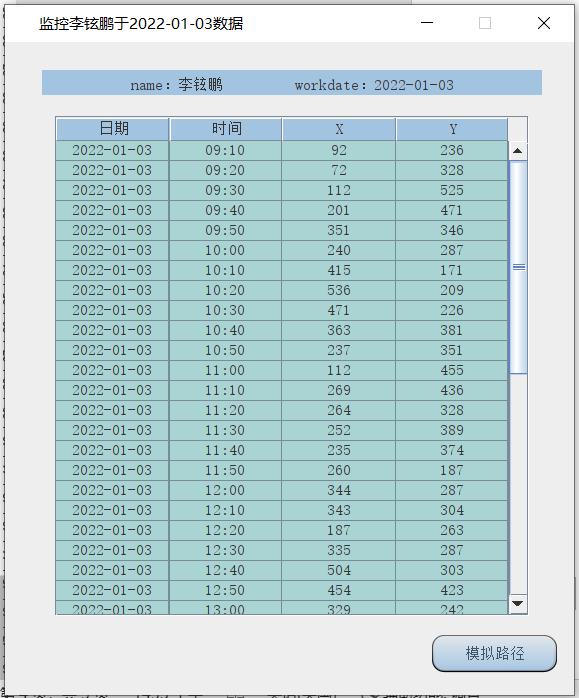 监控李铉鹏于2022-01-03数据
name：李铉鹏 workdate：2022-01-03
日期 时间 X Y
2022-01-03 09:10 92 236
2022-01-03 09:20 72 328
2022-01-03 09:30 112 525
2022-01-03 09:40 201 471
2022-01-03 09:50 351 346
2022-01-03 10:00 240 287
2022-01-03 10:10 415 171
2022-01-03 10:20 536 209
2022-01-03 10:30 471 226
2022-01-03 10:40 363 381
2022-01-03 10:50 237 351
2022-01-03 11:00 112 455
2022-01-03 11:10 269 436
2022-01-03 11:20 264 328
2022-01-03 11:30 252 389
2022-01-03 11:40 235 374
2022-01-03 11:50 260 187
2022-01-03 12:00 344 287
2022-01-03 12:10 343 304
2022-01-03 12:20 187 263
2022-01-03 12:30 335 287
2022-01-03 12:40 504 303
2022-01-03 12:50 454 423
2022-01-03 13:00 329 242
模拟路径